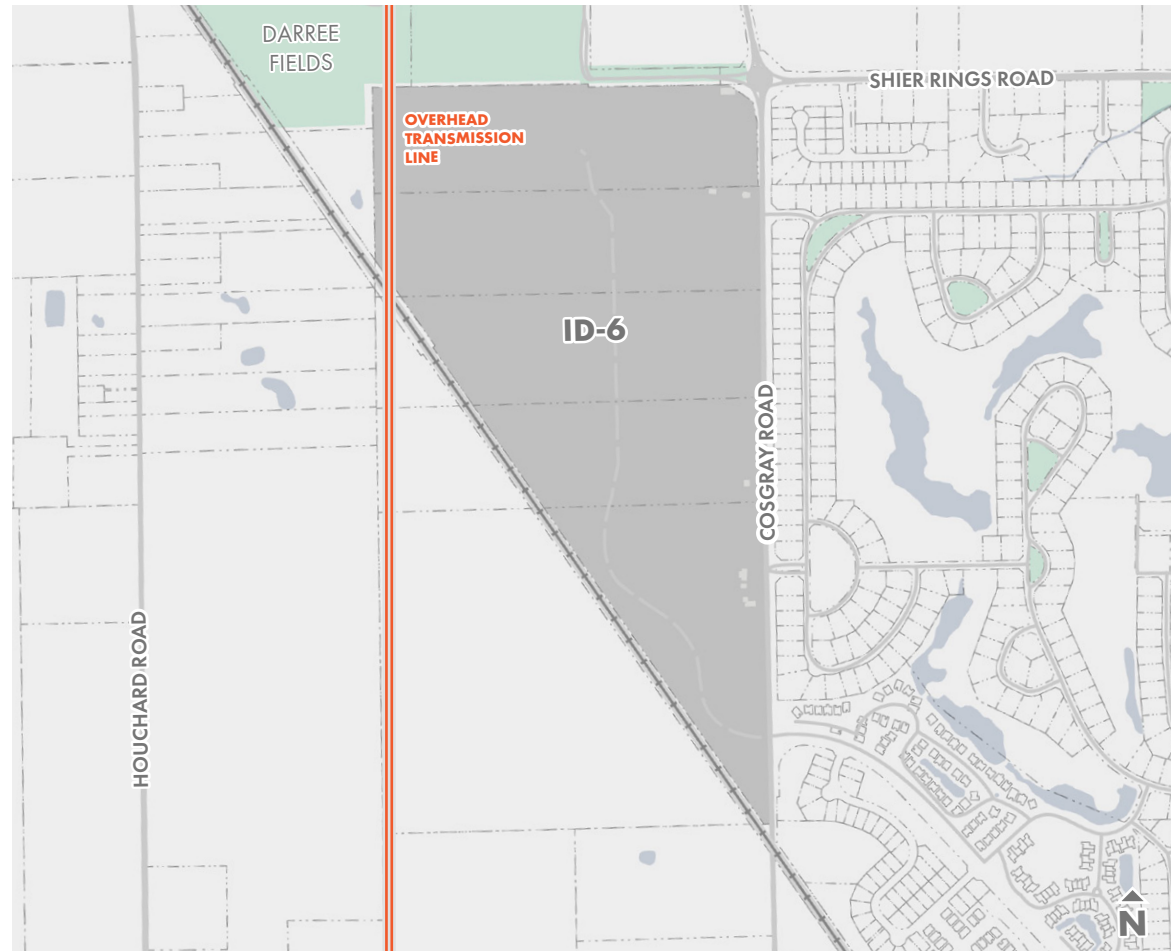 DARREE
FIELDS
SHIER RINGS ROAD
OVERHEAD
TRANSMISSION
LINE
ID-6
COSGRAY ROAD
HOUCHARD ROAD
N